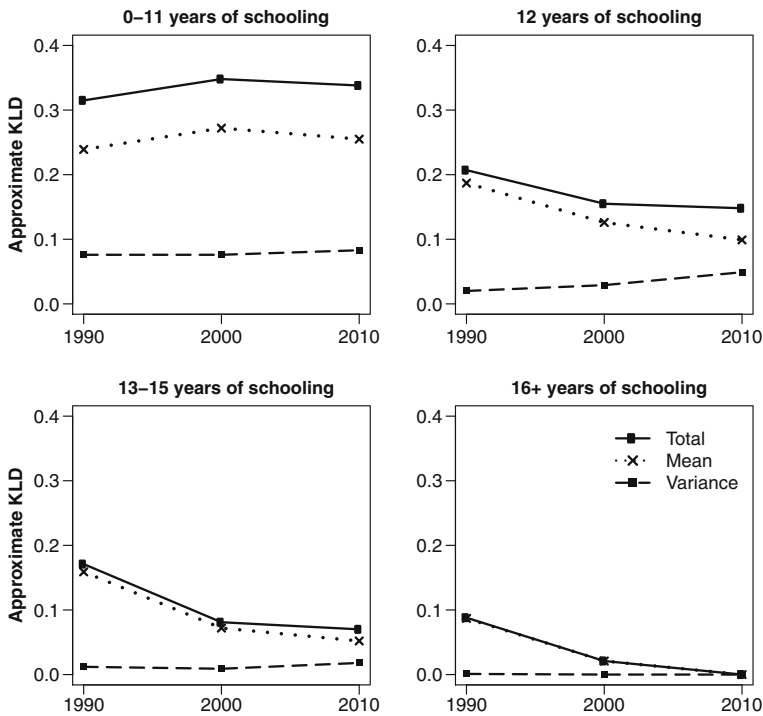 0–11 years of schooling
12 years of schooling
Approximate KLD
0.4
0.3
0.2
0.1
0.0
1990 2000 2010
0.4
0.3
0.2
0.1
0.0
1990 2000 2010
13–15 years of schooling
16+ years of schooling
Approximate KLD
0.4
0.3
0.2
0.1
0.0
1990 2000 2010
0.4
0.3
0.2
0.1
0.0
1990 2000 2010
Total
Mean
Variance